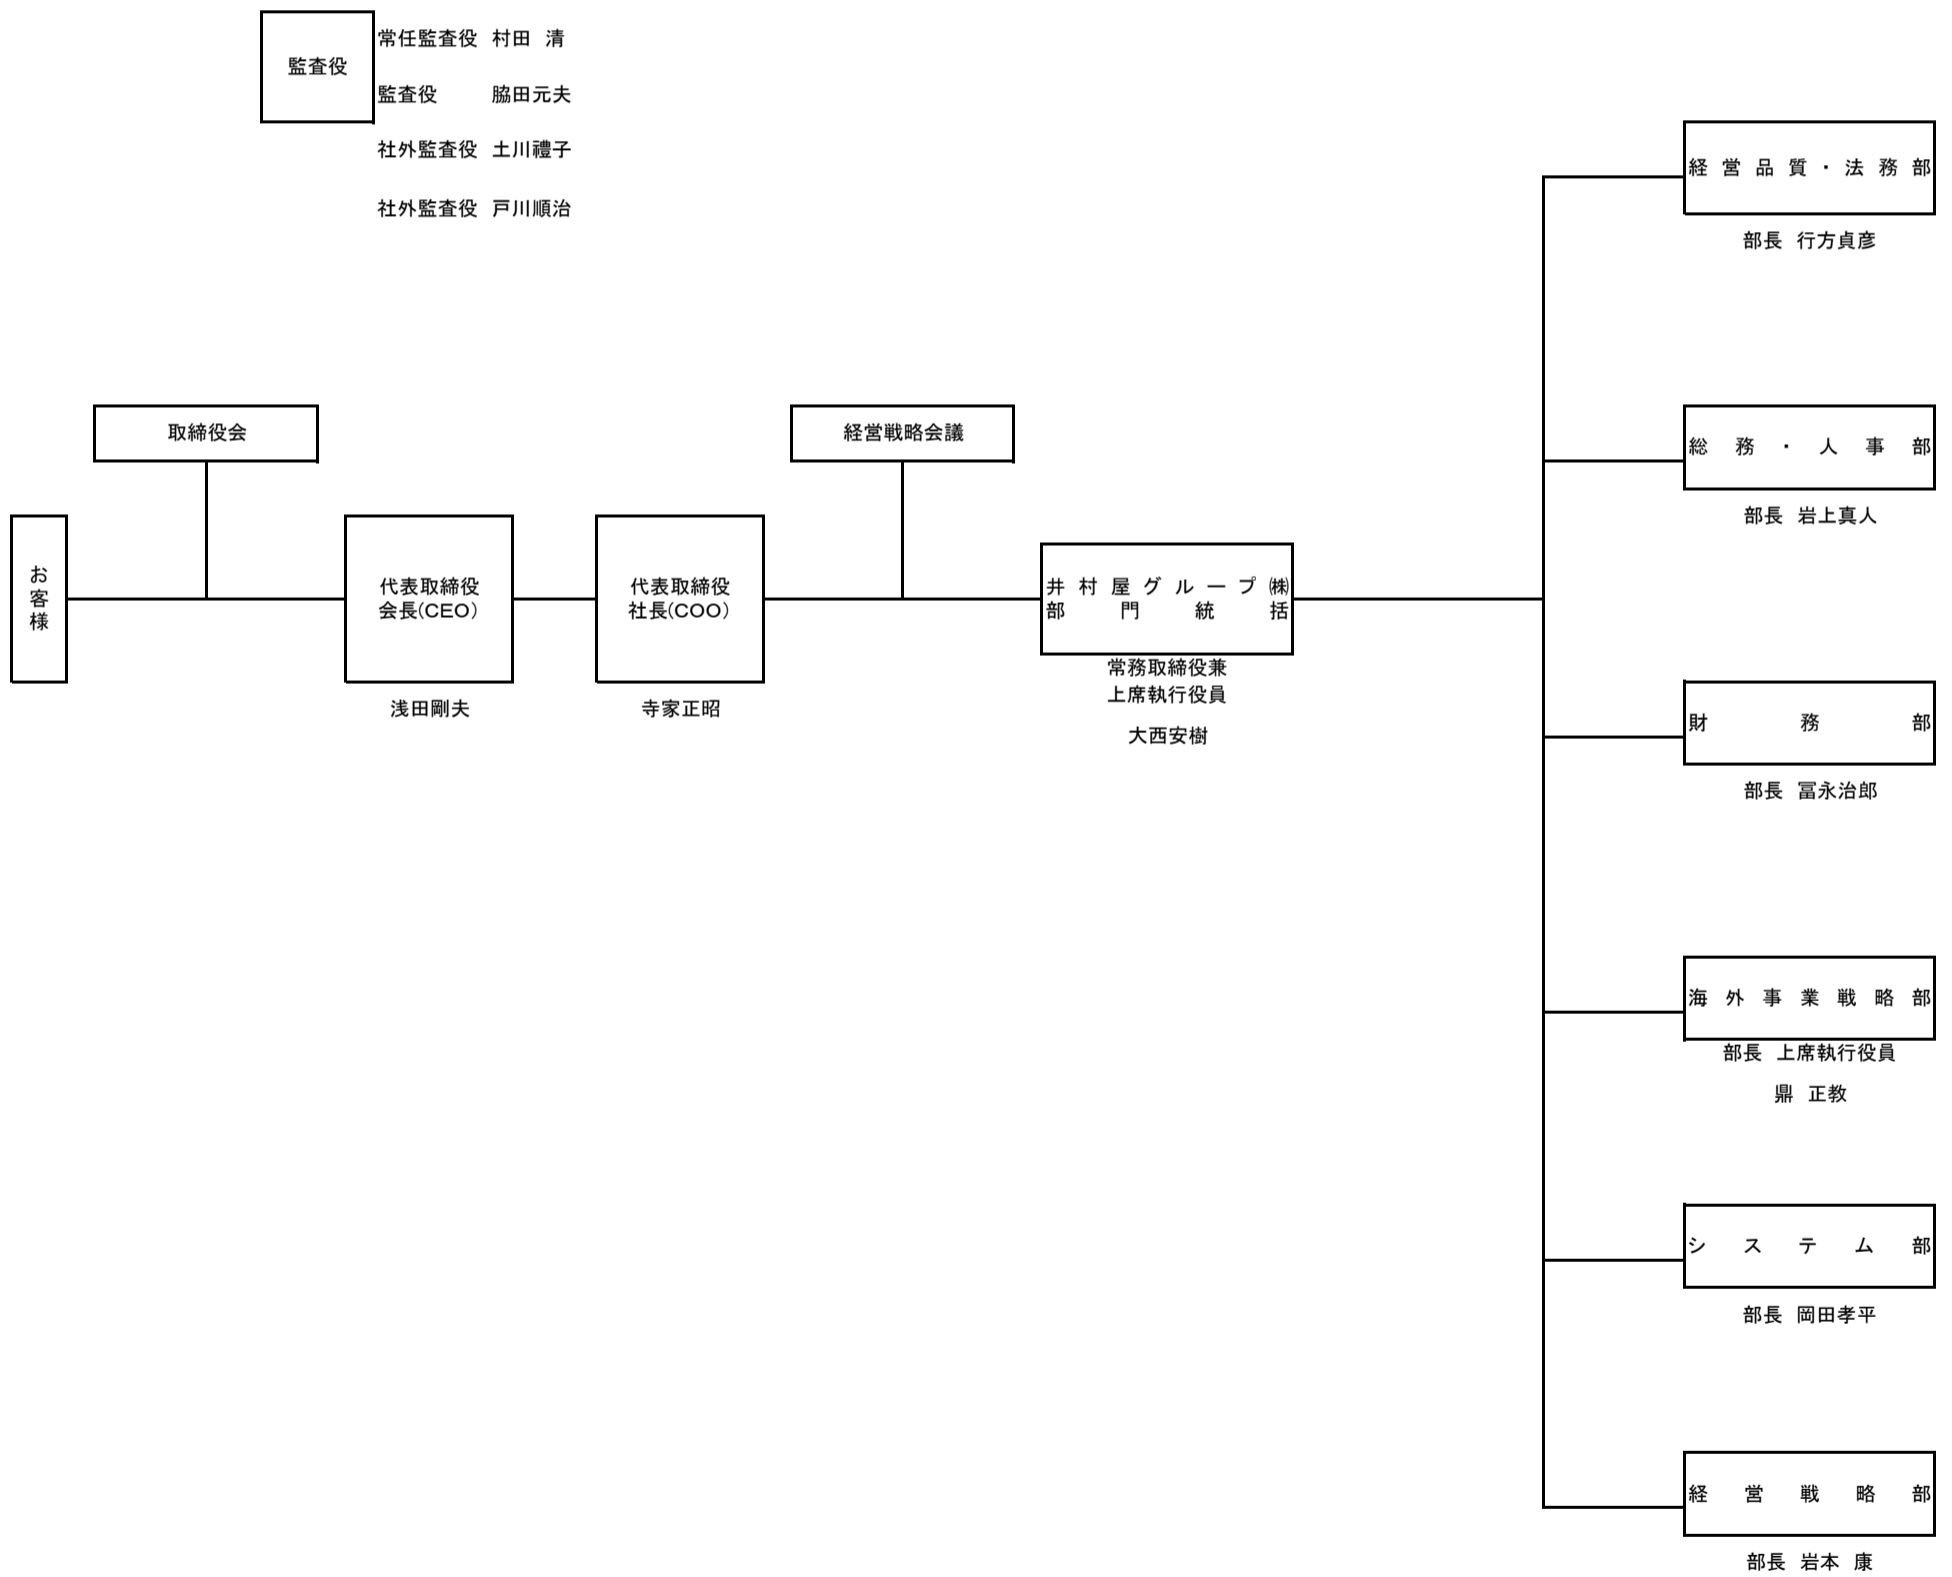 監査役
常任監査役 村田 清
監査役 脇田元夫
社外監査役 土川禮子
社外監査役 戸川順治
取締役会
経営戦略会議
お客様
代表取締役
会長(CEO)
浅田剛夫
代表取締役
社長(COO)
寺家正昭
井村屋グループ㈱
部門統括
常務取締役兼
上席執行役員
大西安樹
経営品質・法務部
部長 行方貞彦
総務・人事部
部長 岩上真人
財務部
部長 冨永治郎
海外事業戦略部
部長 上席執行役員
鼎 正教
システム部
部長 岡田孝平
経営戦略部
部長 岩本 康